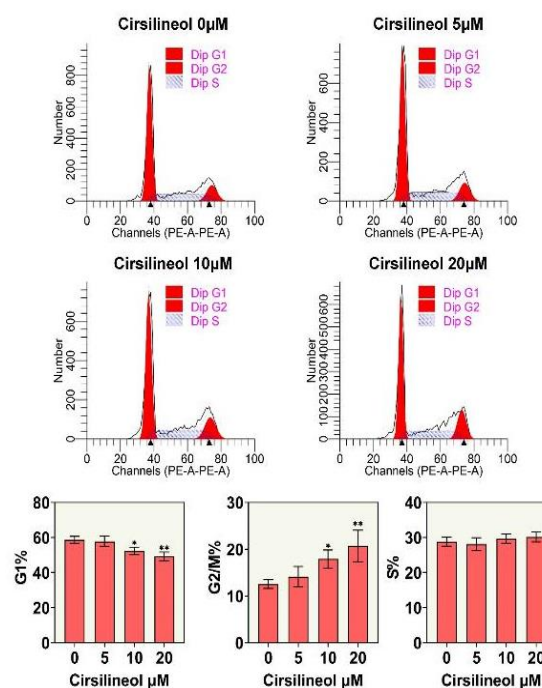 Cirsilineol 0μM
Number
800
600
400
200
0
Dip G1
Dip G2
Dip S
0 20 40 60 80 100
Channels (PE-A-PE-A)
Cirsilineol 5μM
Number
600
400
200
0
Dip G1
Dip G2
Dip S
0 20 40 60 80 100
Channels (PE-A-PE-A)
Cirsilineol 10μM
Number
600
400
200
0
Dip G1
Dip G2
Dip S
0 20 40 60 80 100
Channels (PE-A-PE-A)
Cirsilineol 20μM
Number
600
500
400
300
200
100
0
Dip G1
Dip G2
Dip S
0 20 40 60 80 100
Channels (PE-A-PE-A)
G1%
80
60
40
20
0
* **
0 5 10 20
Cirsilineol μM
G2/M%
30
20
10
0
* **
0 5 10 20
Cirsilineol μM
S%
40
30
20
10
0
0 5 10 20
Cirsilineol μM